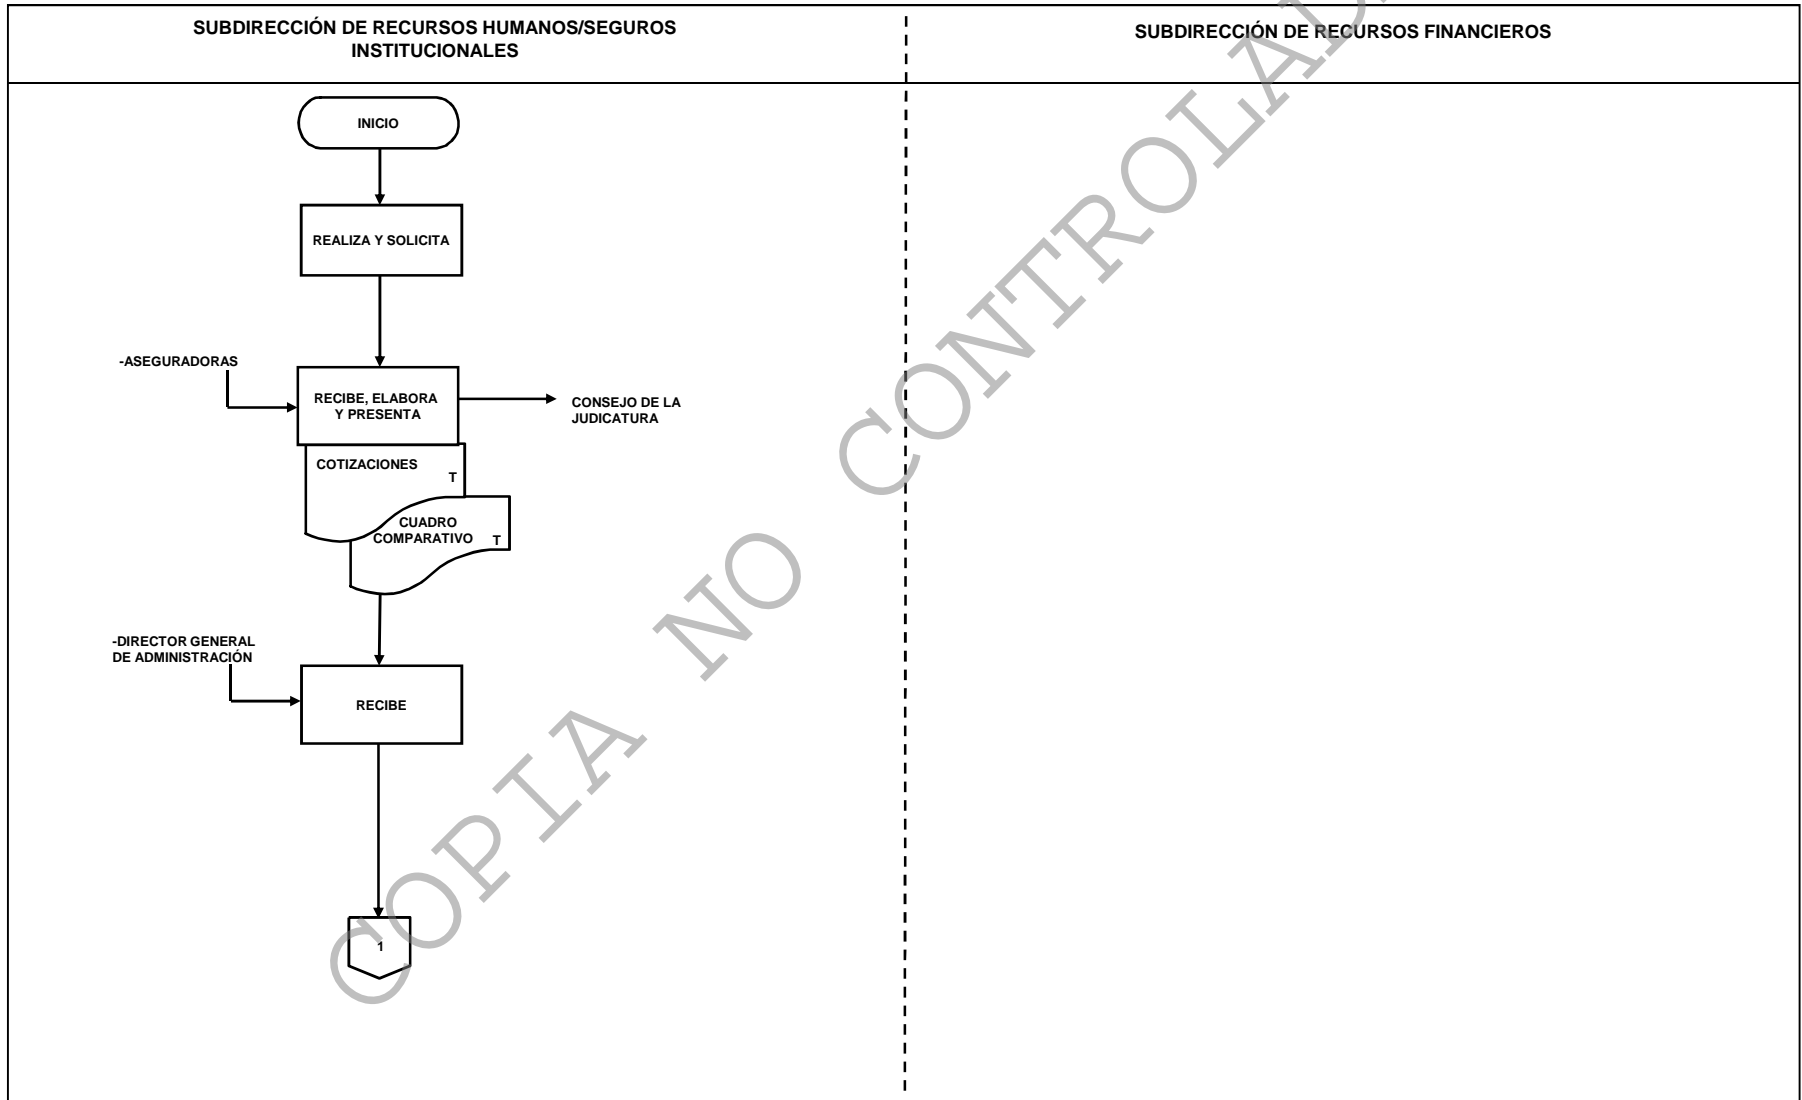 SUBDIRECCIÓN DE RECURSOS HUMANOS/SEGUROS
INSTITUCIONALES
SUBDIRECCIÓN DE RECURSOS FINANCIEROS
INICIO
REALIZA Y SOLICITA
-ASEGURADORAS
RECIBE, ELABORA
Y PRESENTA
CONSEJO DE LA
JUDICATURA
COTIZACIONES
T
CUADRO
COMPARATIVO
T
-DIRECTOR GENERAL
DE ADMINISTRACIÓN
RECIBE
1
COPIA NO CONTROLAD